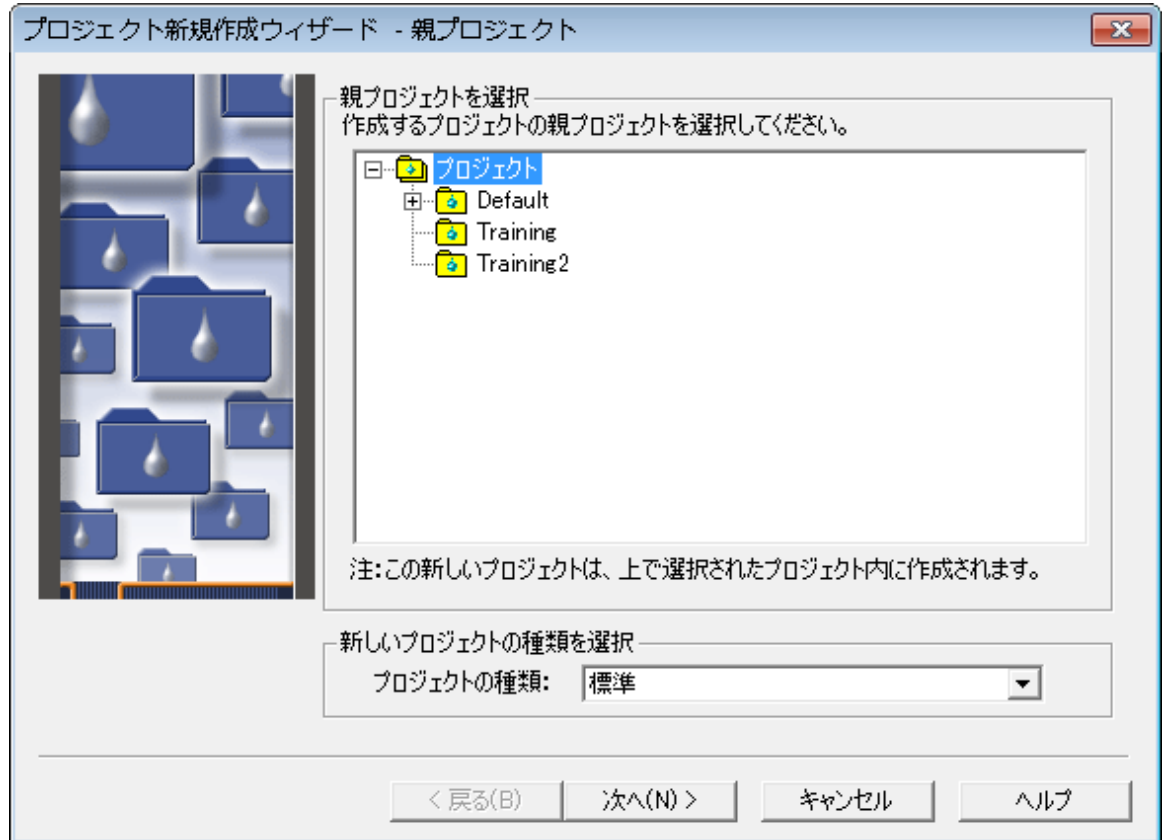 プロジェクト新規作成ウィザード - 親プロジェクト
親プロジェクトを選択
作成するプロジェクトの親プロジェクトを選択してください。
プロジェクト
Default
Training
Training2
注:この新しいプロジェクトは、上で選択されたプロジェクト内に作成されます。
新しいプロジェクトの種類を選択
プロジェクトの種類: 標準
< 戻る(B) 次へ(N) > キャンセル ヘルプ